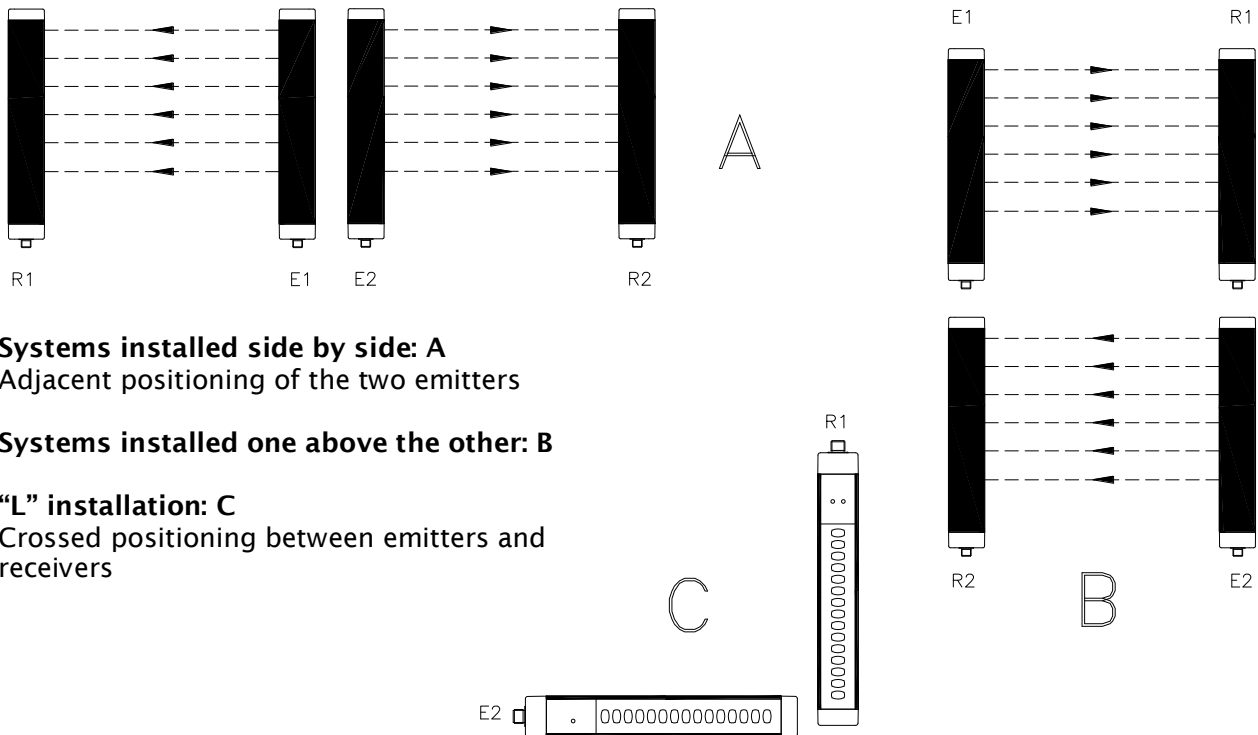 E1 R1
A
R1 E1 E2 R2
Systems installed side by side: A
Adjacent positioning of the two emitters
Systems installed one above the other: B
“L” installation: C
Crossed positioning between emitters and
receivers
R1
R2 E2
B
C
E2